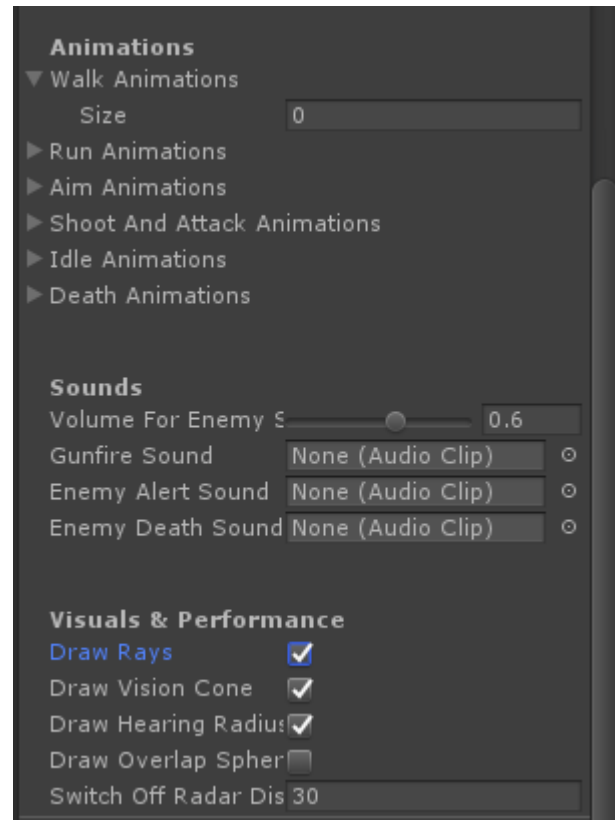 Animations
Walk Animations
Size 0
Run Animations
Aim Animations
Shoot And Attack Animations
Idle Animations
Death Animations
Sounds
Volume For Enemy S 0.6
Gunfire Sound None (Audio Clip)
Enemy Alert Sound None (Audio Clip)
Enemy Death Sound None (Audio Clip)
Visuals & Performance
Draw Rays
Draw Vision Cone
Draw Hearing Radius
Draw Overlap Spher
Switch Off Radar Dis 30